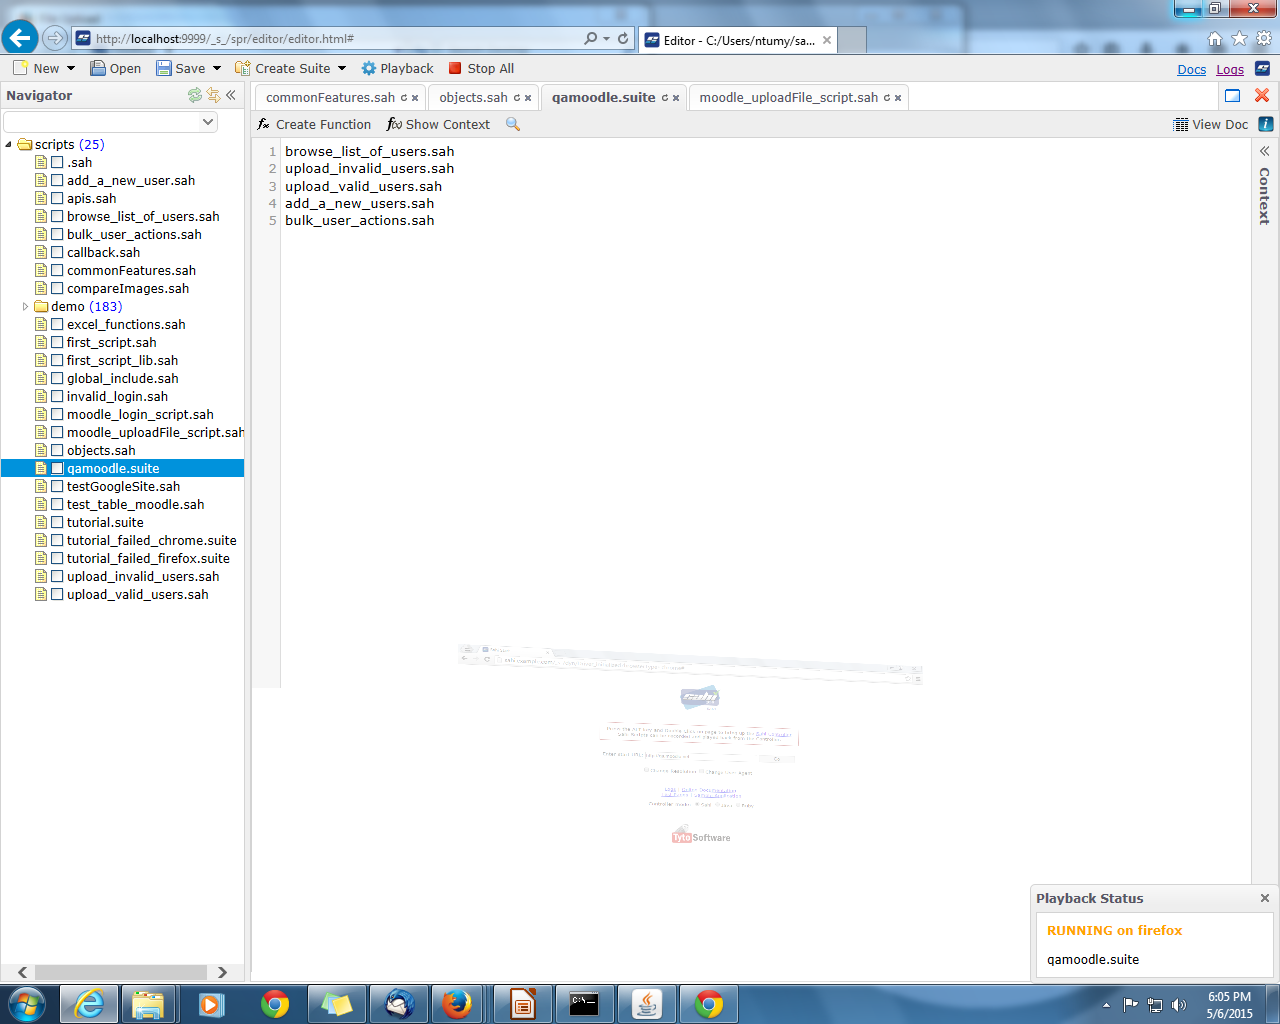 http://localhost:9999/_s_/spr/editor/editor.html#
Editor - C:/Users/ntumy/sa...
New
Open
Save
Create Suite
Playback
Stop All
Docs
Logs
Navigator
commonFeatures.sah
objects.sah
qamoodle.suite
moodle_uploadFile_script.sah
Create Function
Show Context
View Doc
scripts (25)
.sah
add_a_new_user.sah
apis.sah
browse_list_of_users.sah
bulk_user_actions.sah
callback.sah
commonFeatures.sah
compareImages.sah
demo (183)
excel_functions.sah
first_script.sah
first_script_lib.sah
global_include.sah
invalid_login.sah
moodle_login_script.sah
moodle_uploadFile_script.sah
objects.sah
qamoodle.suite
testGoogleSite.sah
test_table_moodle.sah
tutorial.suite
tutorial_failed_chrome.suite
tutorial_failed_firefox.suite
upload_invalid_users.sah
upload_valid_users.sah
1 browse_list_of_users.sah
2 upload_invalid_users.sah
3 upload_valid_users.sah
4 add_a_new_users.sah
5 bulk_user_actions.sah
Context
TytoSoftware
Playback Status
RUNNING on firefox
qamoodle.suite
6:05 PM
5/6/2015